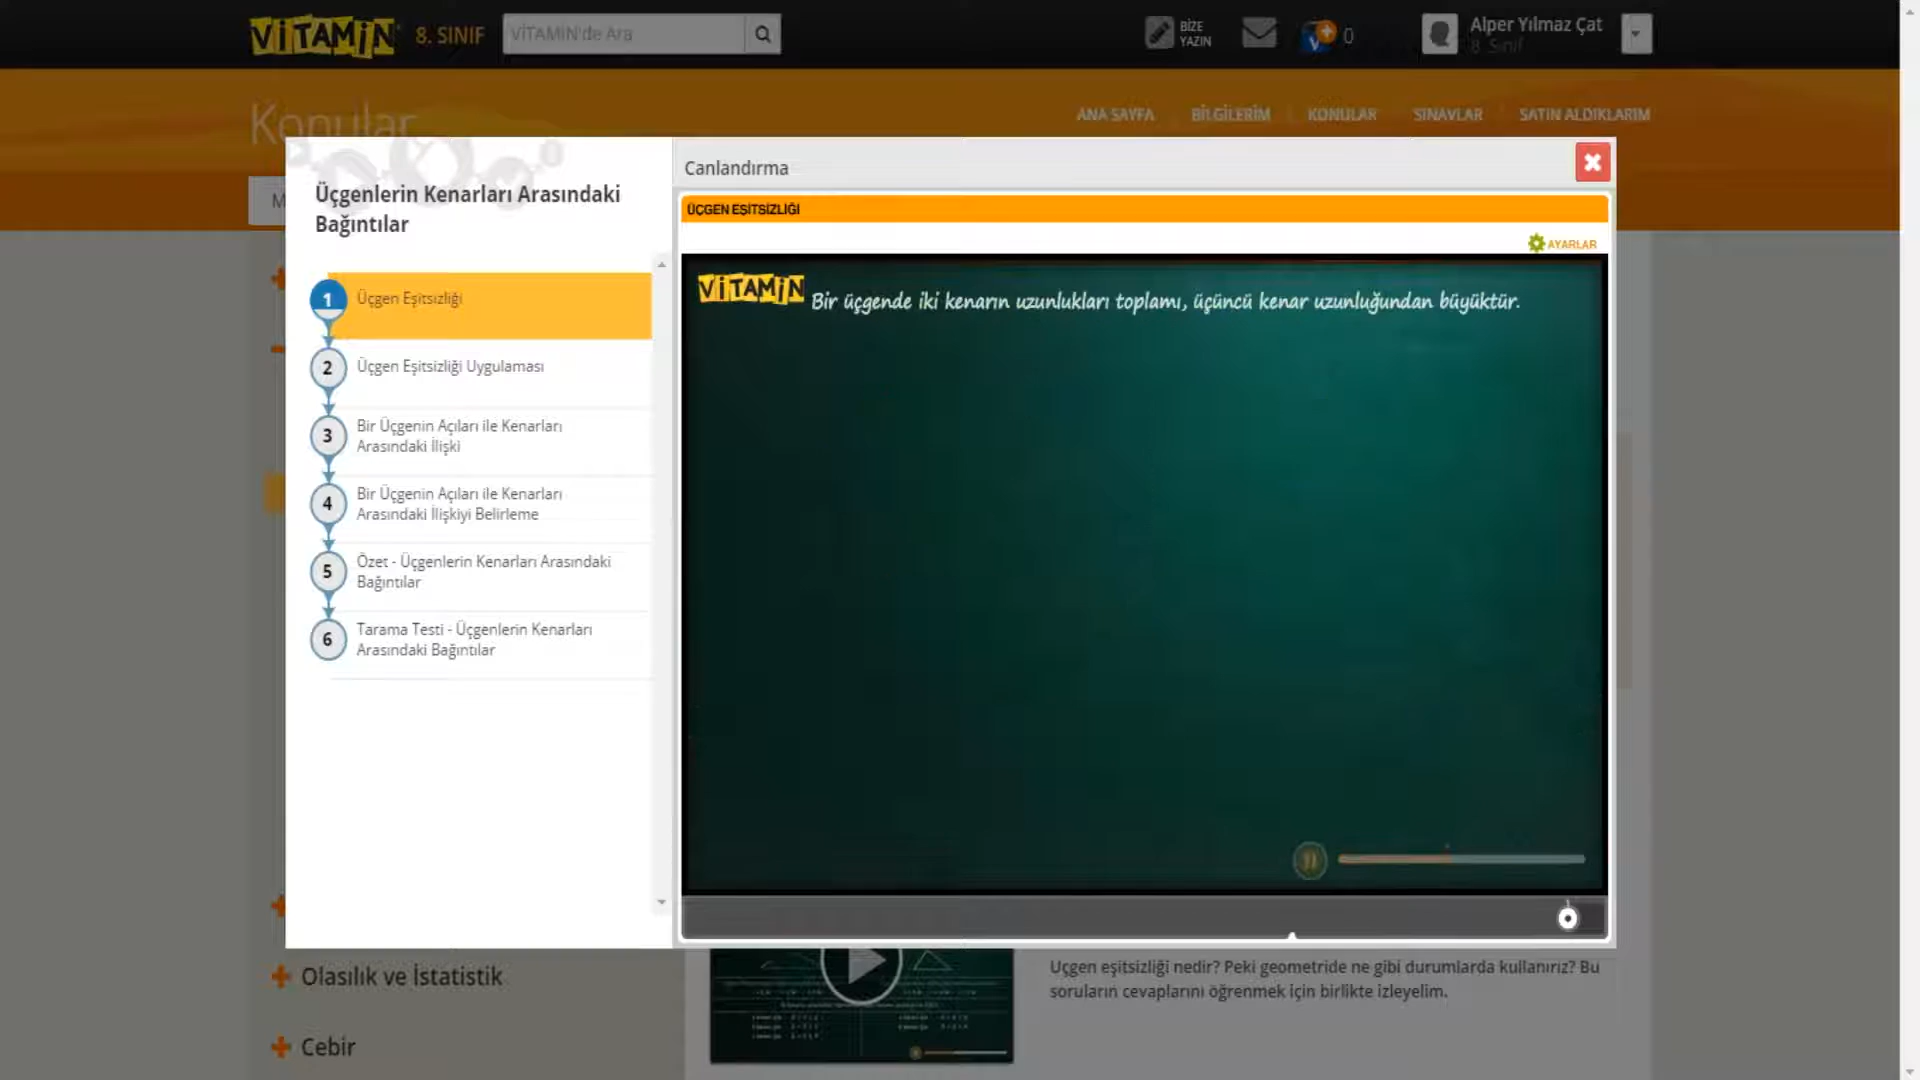 VİTAMİN
8. SINIF
VİTAMİN'de Ara
BİZE
YAZIN
0
Alper Yılmaz Çat
8. Sınıf
Konular
ANA SAYFA
BİLGİLERİM
KONULAR
SINAVLAR
SATIN ALDIKLARIM
M
Üçgenlerin Kenarları Arasındaki
Bağıntılar
1 Üçgen Eşitsizliği
2 Üçgen Eşitsizliği Uygulaması
3 Bir Üçgenin Açıları ile Kenarları
Arasındaki İlişki
4 Bir Üçgenin Açıları ile Kenarları
Arasındaki İlişkiyi Belirleme
5 Özet - Üçgenlerin Kenarları Arasındaki
Bağıntılar
6 Tarama Testi - Üçgenlerin Kenarları
Arasındaki Bağıntılar
Canlandırma
ÜÇGEN EŞİTSİZLİĞİ
AYARLAR
VİTAMİN
Bir üçgende iki kenarın uzunlukları toplamı, üçüncü kenar uzunluğundan büyüktür.
Olasılık ve İstatistik
Cebir
Üçgen eşitsizliği nedir? Peki geometride ne gibi durumlarda kullanırız? Bu
soruların cevaplarını öğrenmek için birlikte izleyelim.